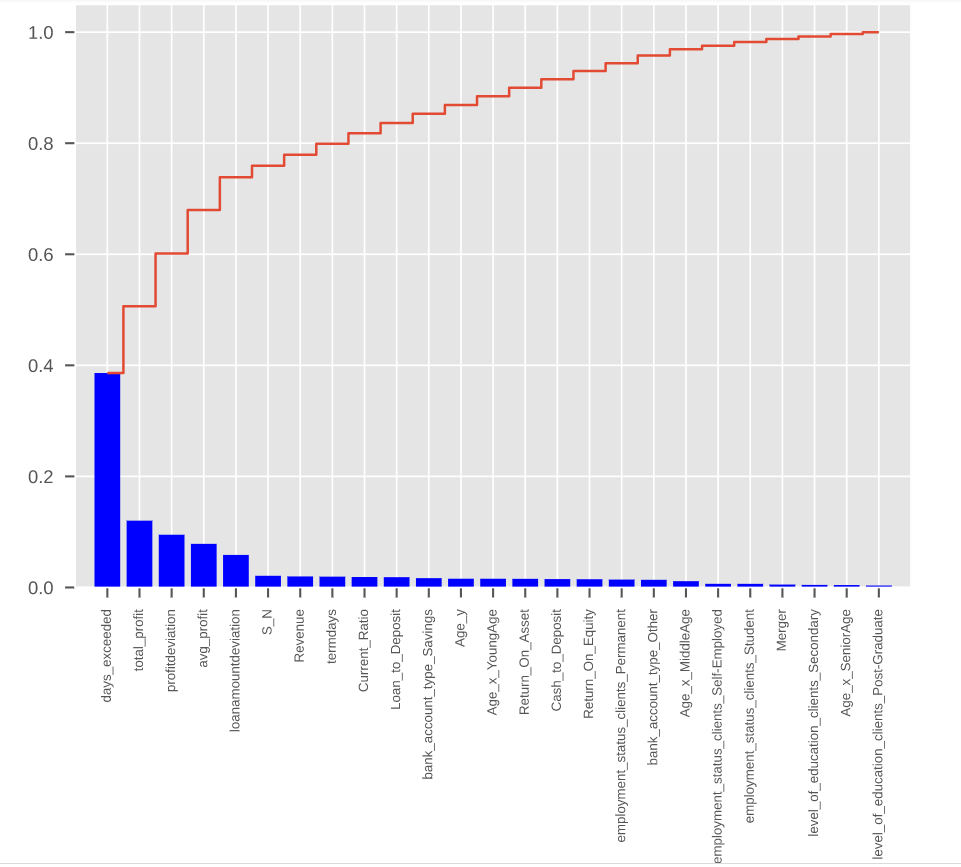 1.0
0.8
0.6
0.4
0.2
0.0
days_exceeded
total_profit
profitdeviation
avg_profit
loanamountdeviation
S_N
Revenue
termdays
Current_Ratio
Loan_to_Deposit
bank_account_type_Savings
Age_y
Age_x_YoungAge
Return_On_Asset
Cash_to_Deposit
Return_On_Equity
employment_status_clients_Permanent
bank_account_type_Other
Age_x_MiddleAge
employment_status_clients_Self-Employed
employment_status_clients_Student
Merger
level_of_education_clients_Secondary
Age_x_SeniorAge
level_of_education_clients_Post-Graduate